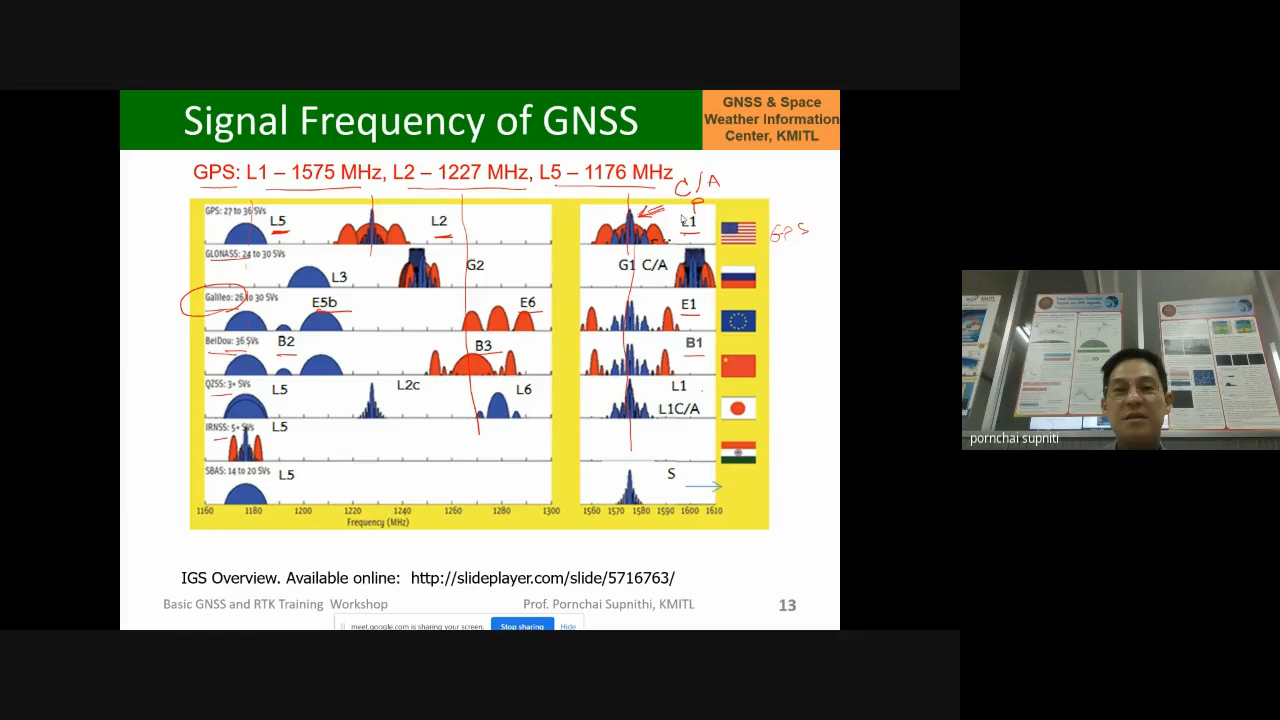 Signal Frequency of GNSS
GNSS & Space
Weather Information
Center, KMITL
GPS: L1 – 1575 MHz, L2 – 1227 MHz, L5 – 1176 MHz
C/A
P
GPS: 27 to 36 SVs
L5
L2
L1
GPS
GLONASS: 24 to 30 SVs
L3
G2
G1 C/A
Galileo: 26 to 30 SVs
E5b
E6
E1
BeiDou: 36 SVs
B2
B3
B1
QZSS: 3+ SVs
L5
L2c
L6
L1
L1C/A
IRNSS: 5+ SVs
L5
SBAS: 14 to 20 SVs
L5
S
1160 1180 1200 1220 1240 1260 1280 1300 1560 1570 1580 1590 1600 1610
Frequency (MHz)
IGS Overview. Available online: http://slideplayer.com/slide/5716763/
Basic GNSS and RTK Training Workshop
Prof. Pornchai Supnithi, KMITL
13
meet.google.com is sharing your screen.
Stop sharing
Hide
pornchai supniti